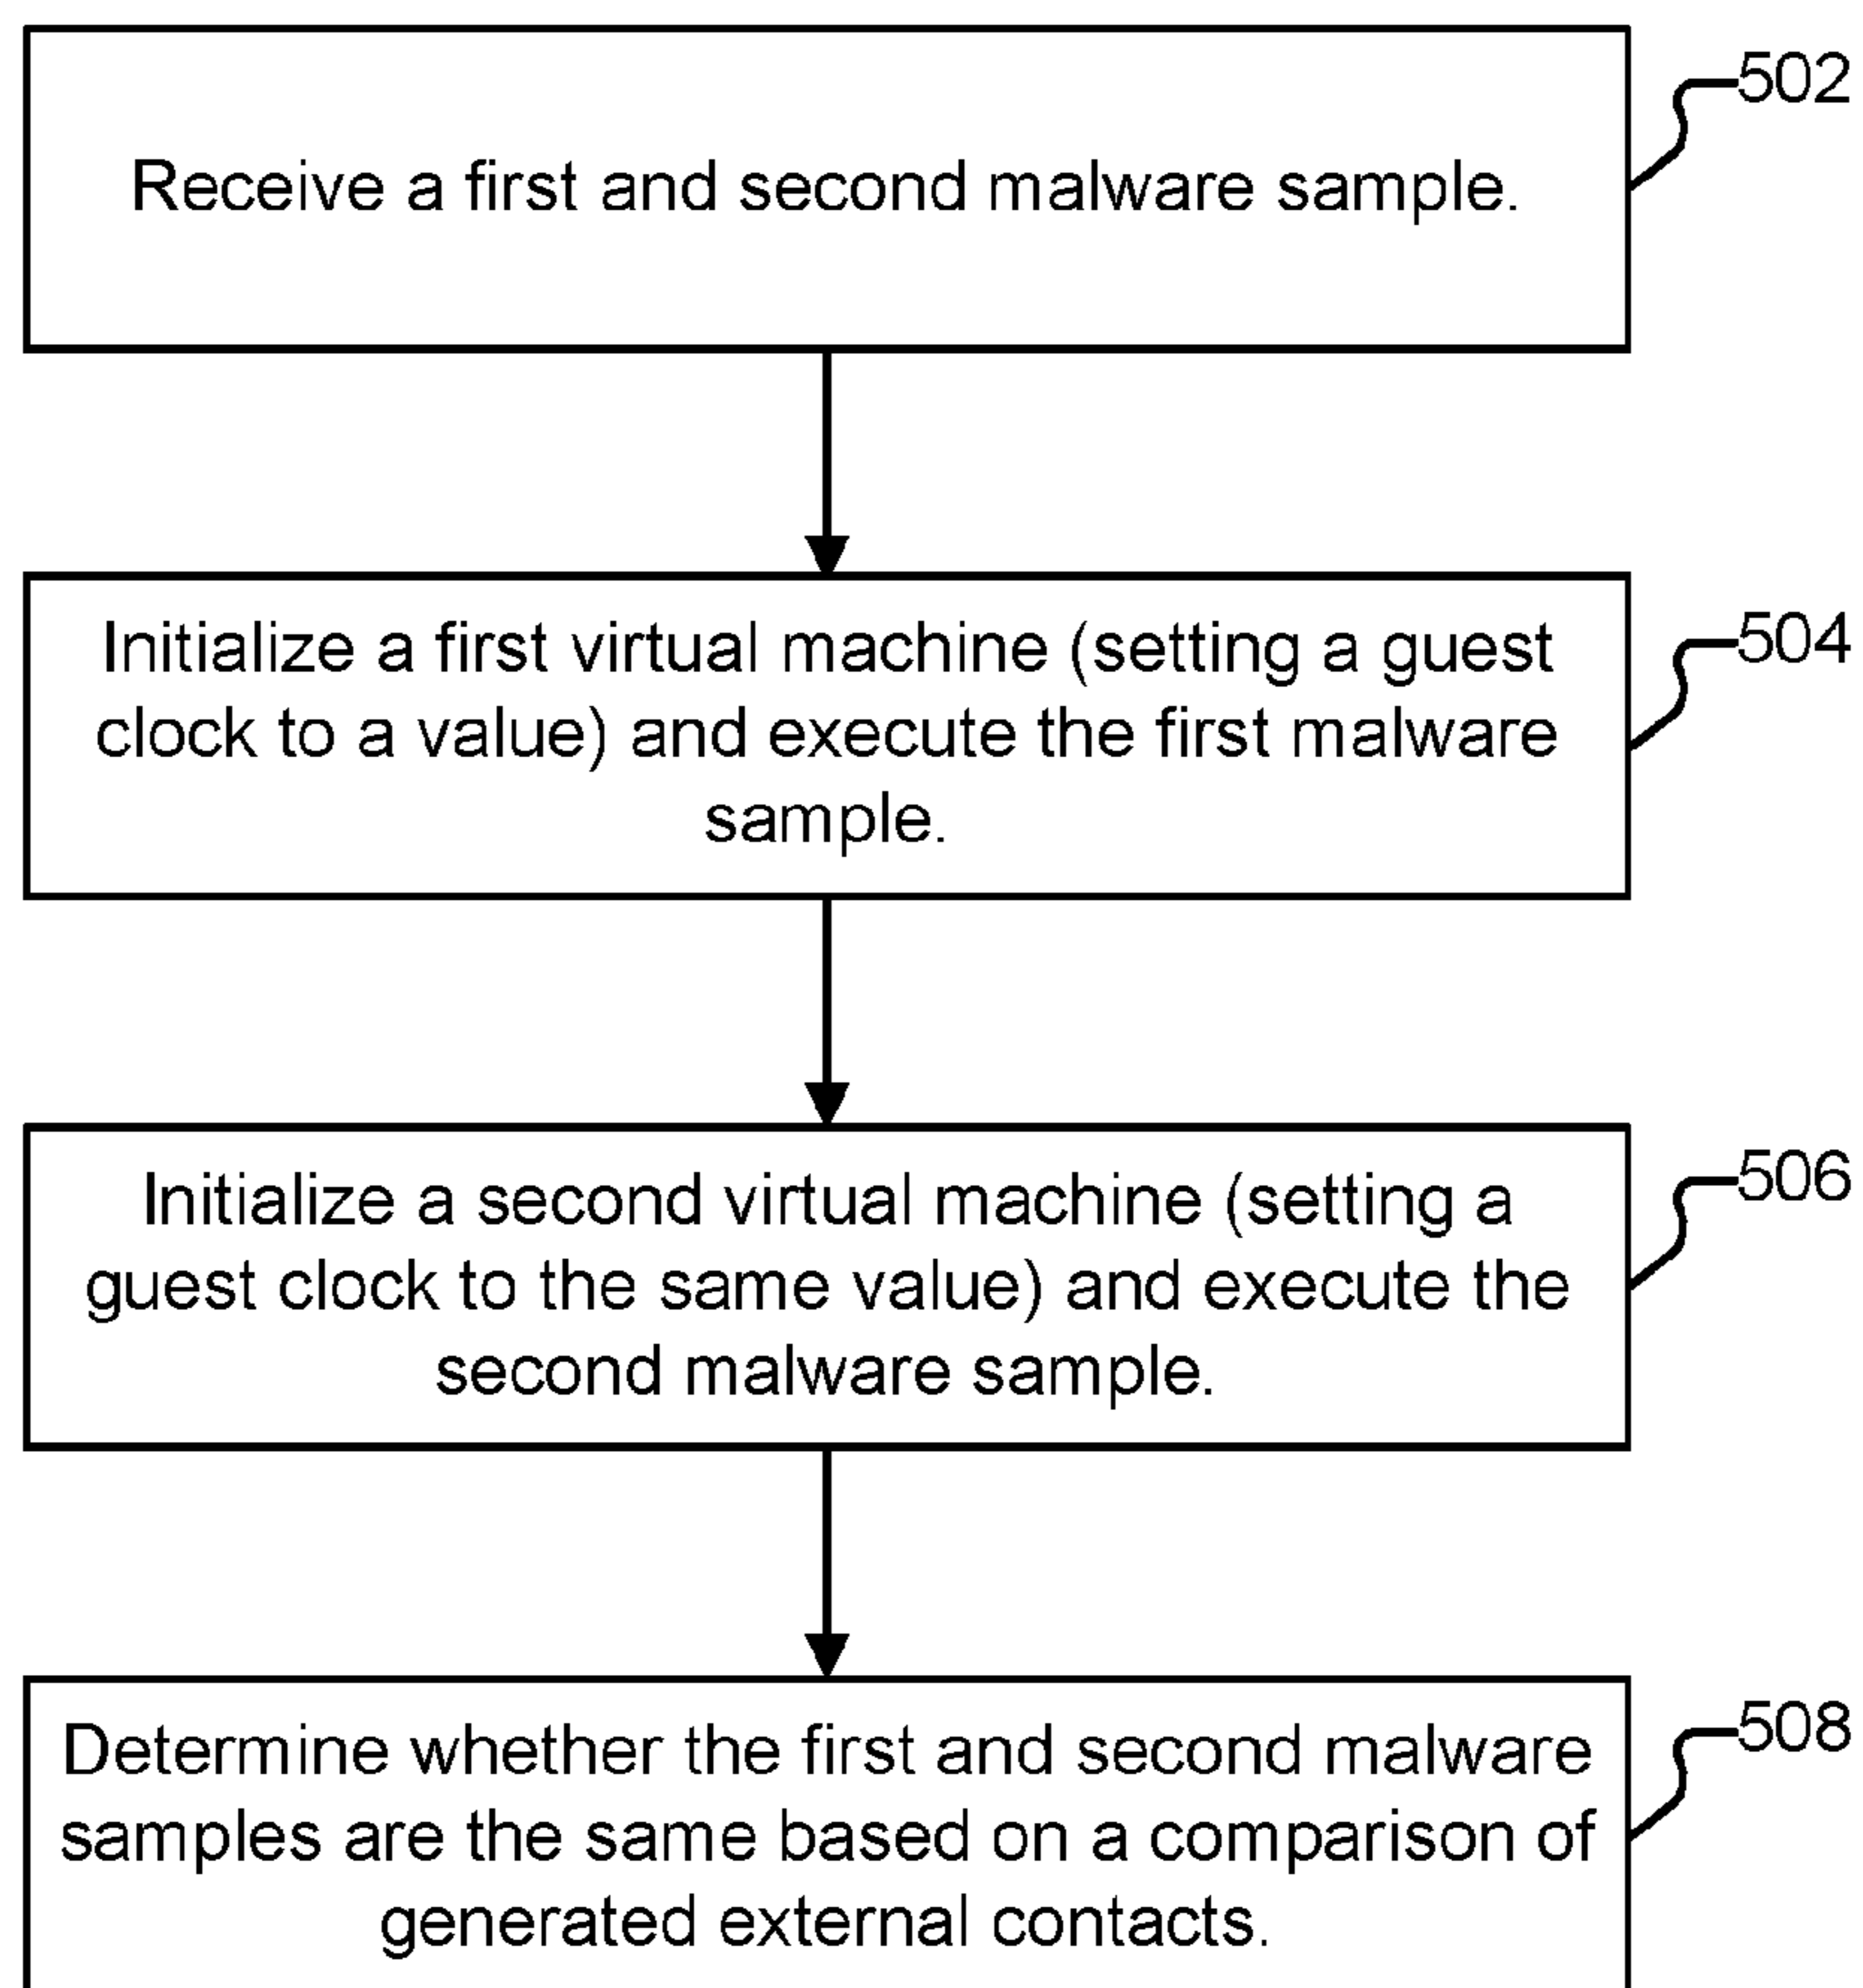 502
Receive a first and second malware sample.
504
Initialize a first virtual machine (setting a guest
clock to a value) and execute the first malware
sample.
506
Initialize a second virtual machine (setting a
guest clock to the same value) and execute the
second malware sample.
508
Determine whether the first and second malware
samples are the same based on a comparison of
generated external contacts.